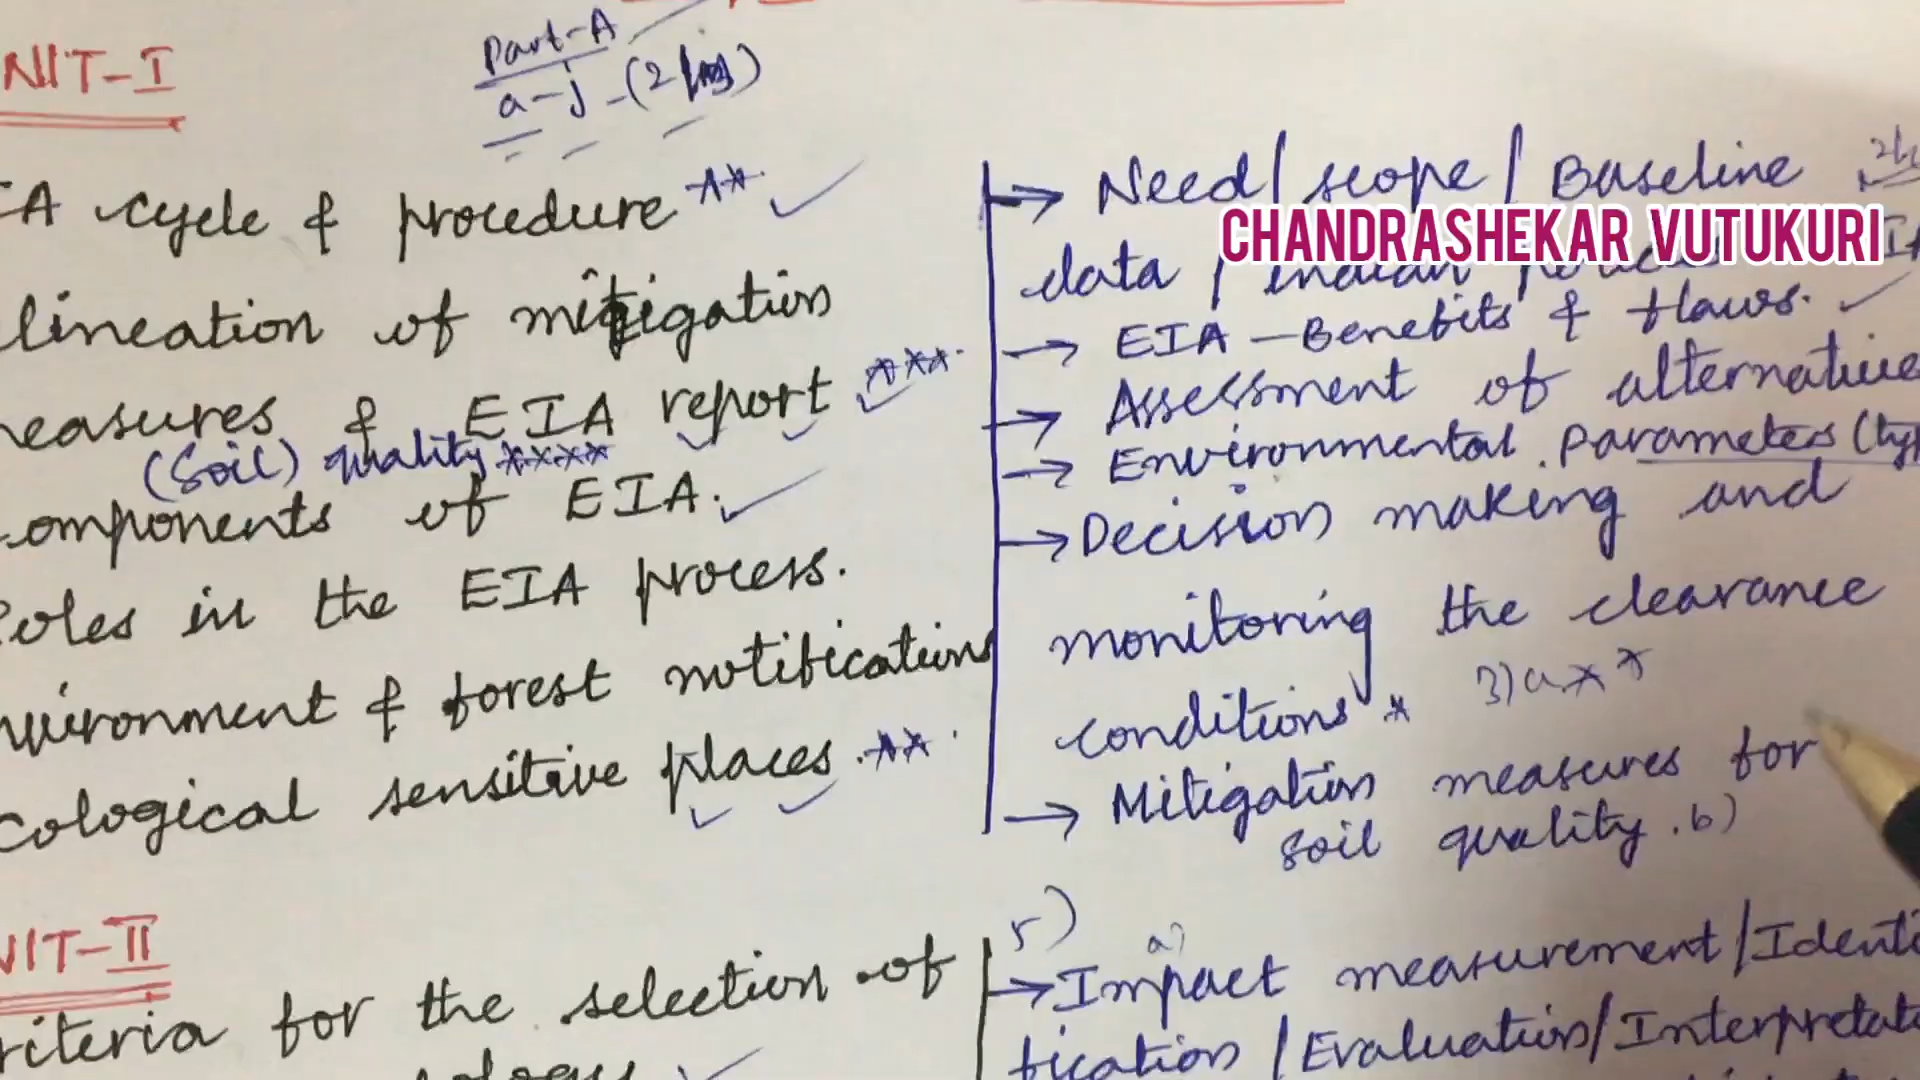 NIT-I
Part-A
a-j-(2
A cycle & procedure **
lineation of mitigation
easures & EIA report ***
(soil) quality ****
omponents of EIA.
oles in the EIA process.
nvironment & forest notifications
cological sensitive places. **
→ Need / scope / Baseline
CHANDRASHEKAR VUTUKURI
data /
→ EIA - Benefits & flaws.
→ Assessment of alternative
→ Environmental parameters (ty
→ Decision making and
monitoring the clearance
conditions * 3) a **
→ Mitigation measures for
soil quality. b)
NIT-II
riteria for the selection of
5)
a)
→ Impact measurement / Identi
fication / Evaluation / Interpretat